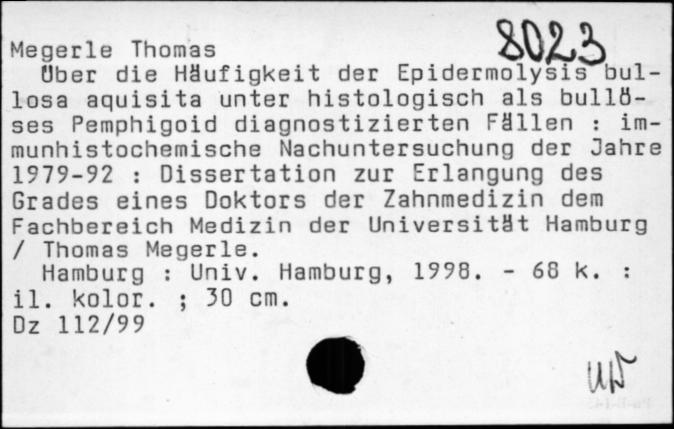 8023
Megerle Thomas
Über die Häufigkeit der Epidermolysis bul-
losa aquisita unter histologisch als bullö-
ses Pemphigoid diagnostizierten Fällen : im-
munhistochemische Nachuntersuchung der Jahre
1979-92 : Dissertation zur Erlangung des
Grades eines Doktors der Zahnmedizin dem
Fachbereich Medizin der Universität Hamburg
/ Thomas Megerle.
Hamburg : Univ. Hamburg, 1998. - 68 k. :
il. kolor. ; 30 cm.
Dz 112/99